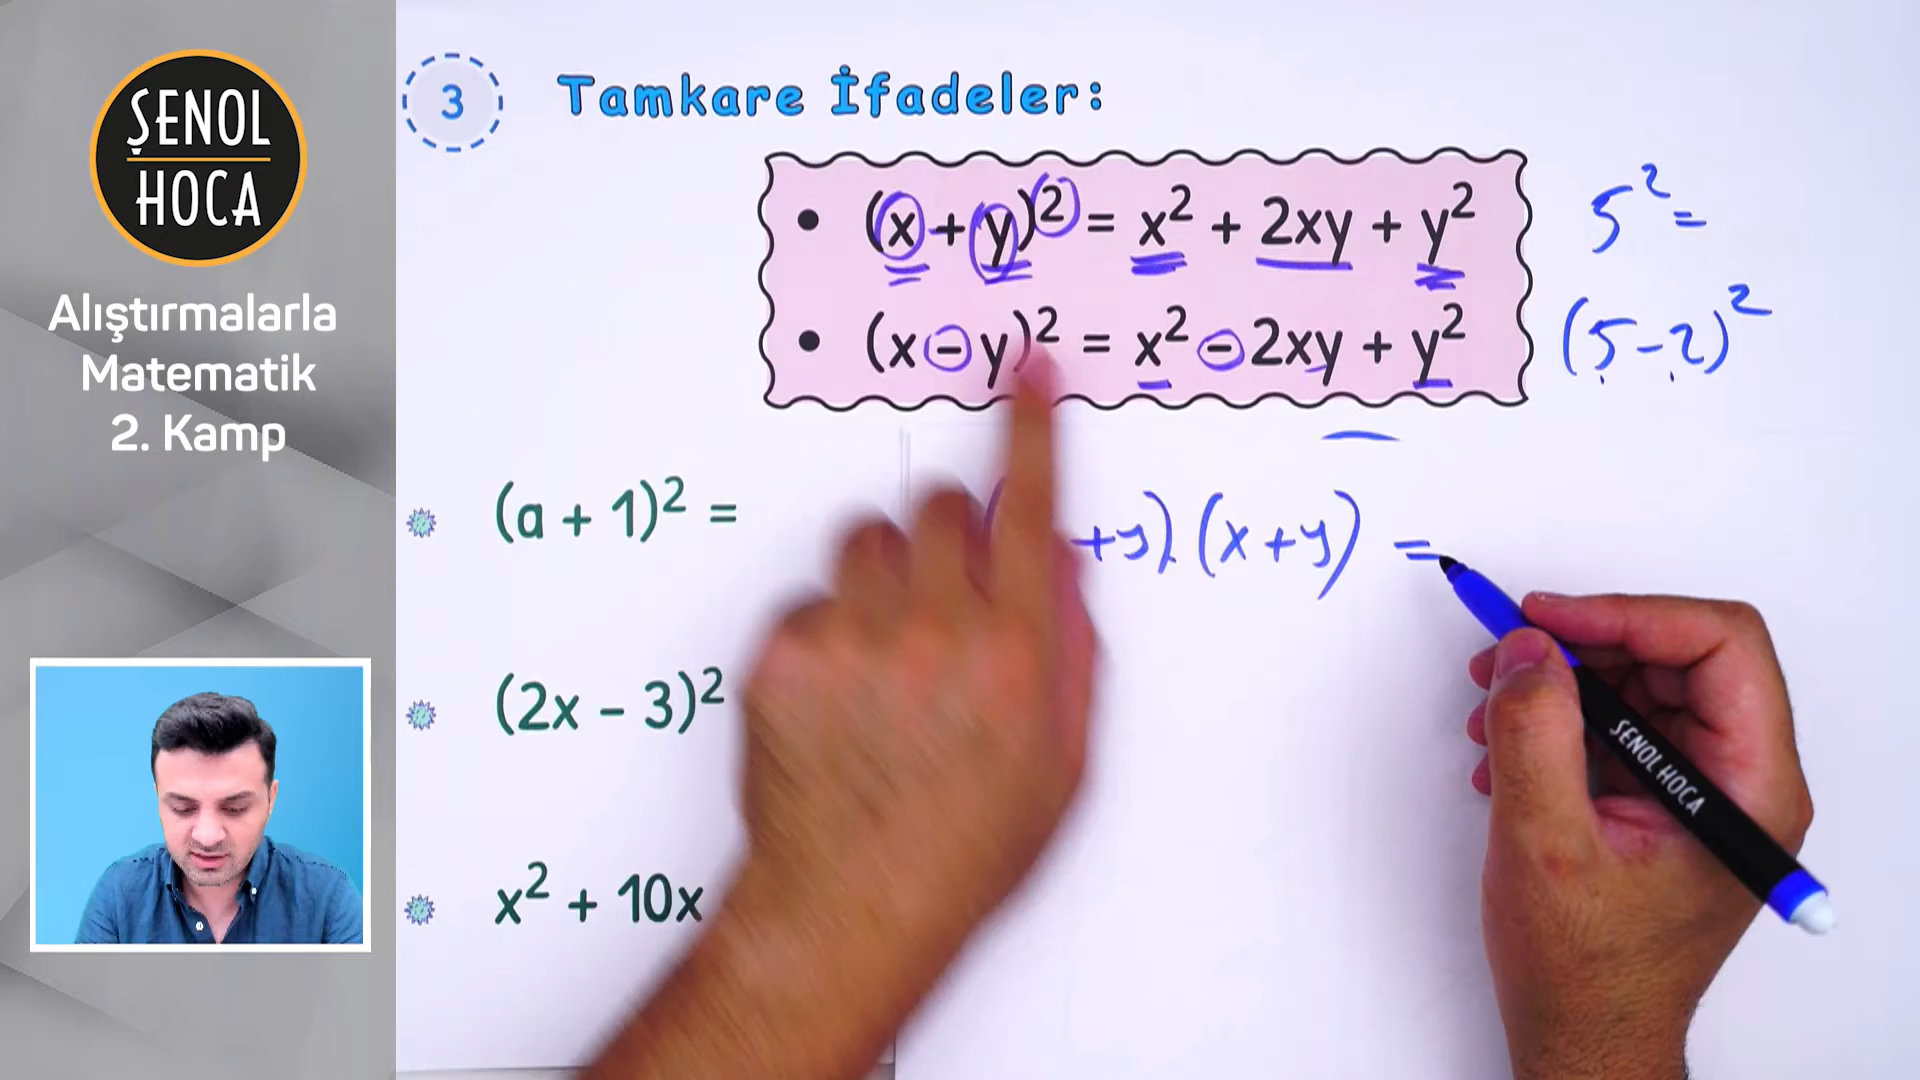 ŞENOL
HOCA
Alıştırmalarla
Matematik
2. Kamp
3 Tamkare İfadeler:
• (x + y)² = x² + 2xy + y²
• (x - y)² = x² - 2xy + y²
5² =
(5-2)²
(a + 1)² =
+y).(x+y) =
(2x - 3)²
x² + 10x
ŞENOL HOCA